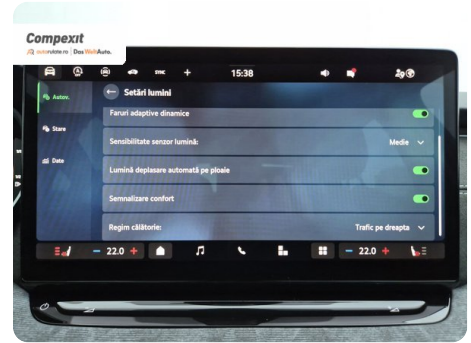 Compexit
autorulate.ro | Das WeltAuto.
SYNC + 15:38
Autov.
Setări lumini
Faruri adaptive dinamice
Stare
Sensibilitate senzor lumină: Medie
Date
Lumină deplasare automată pe ploaie
Semnalizare confort
Regim călătorie: Trafic pe dreapta
− 22.0 + − 22.0 +